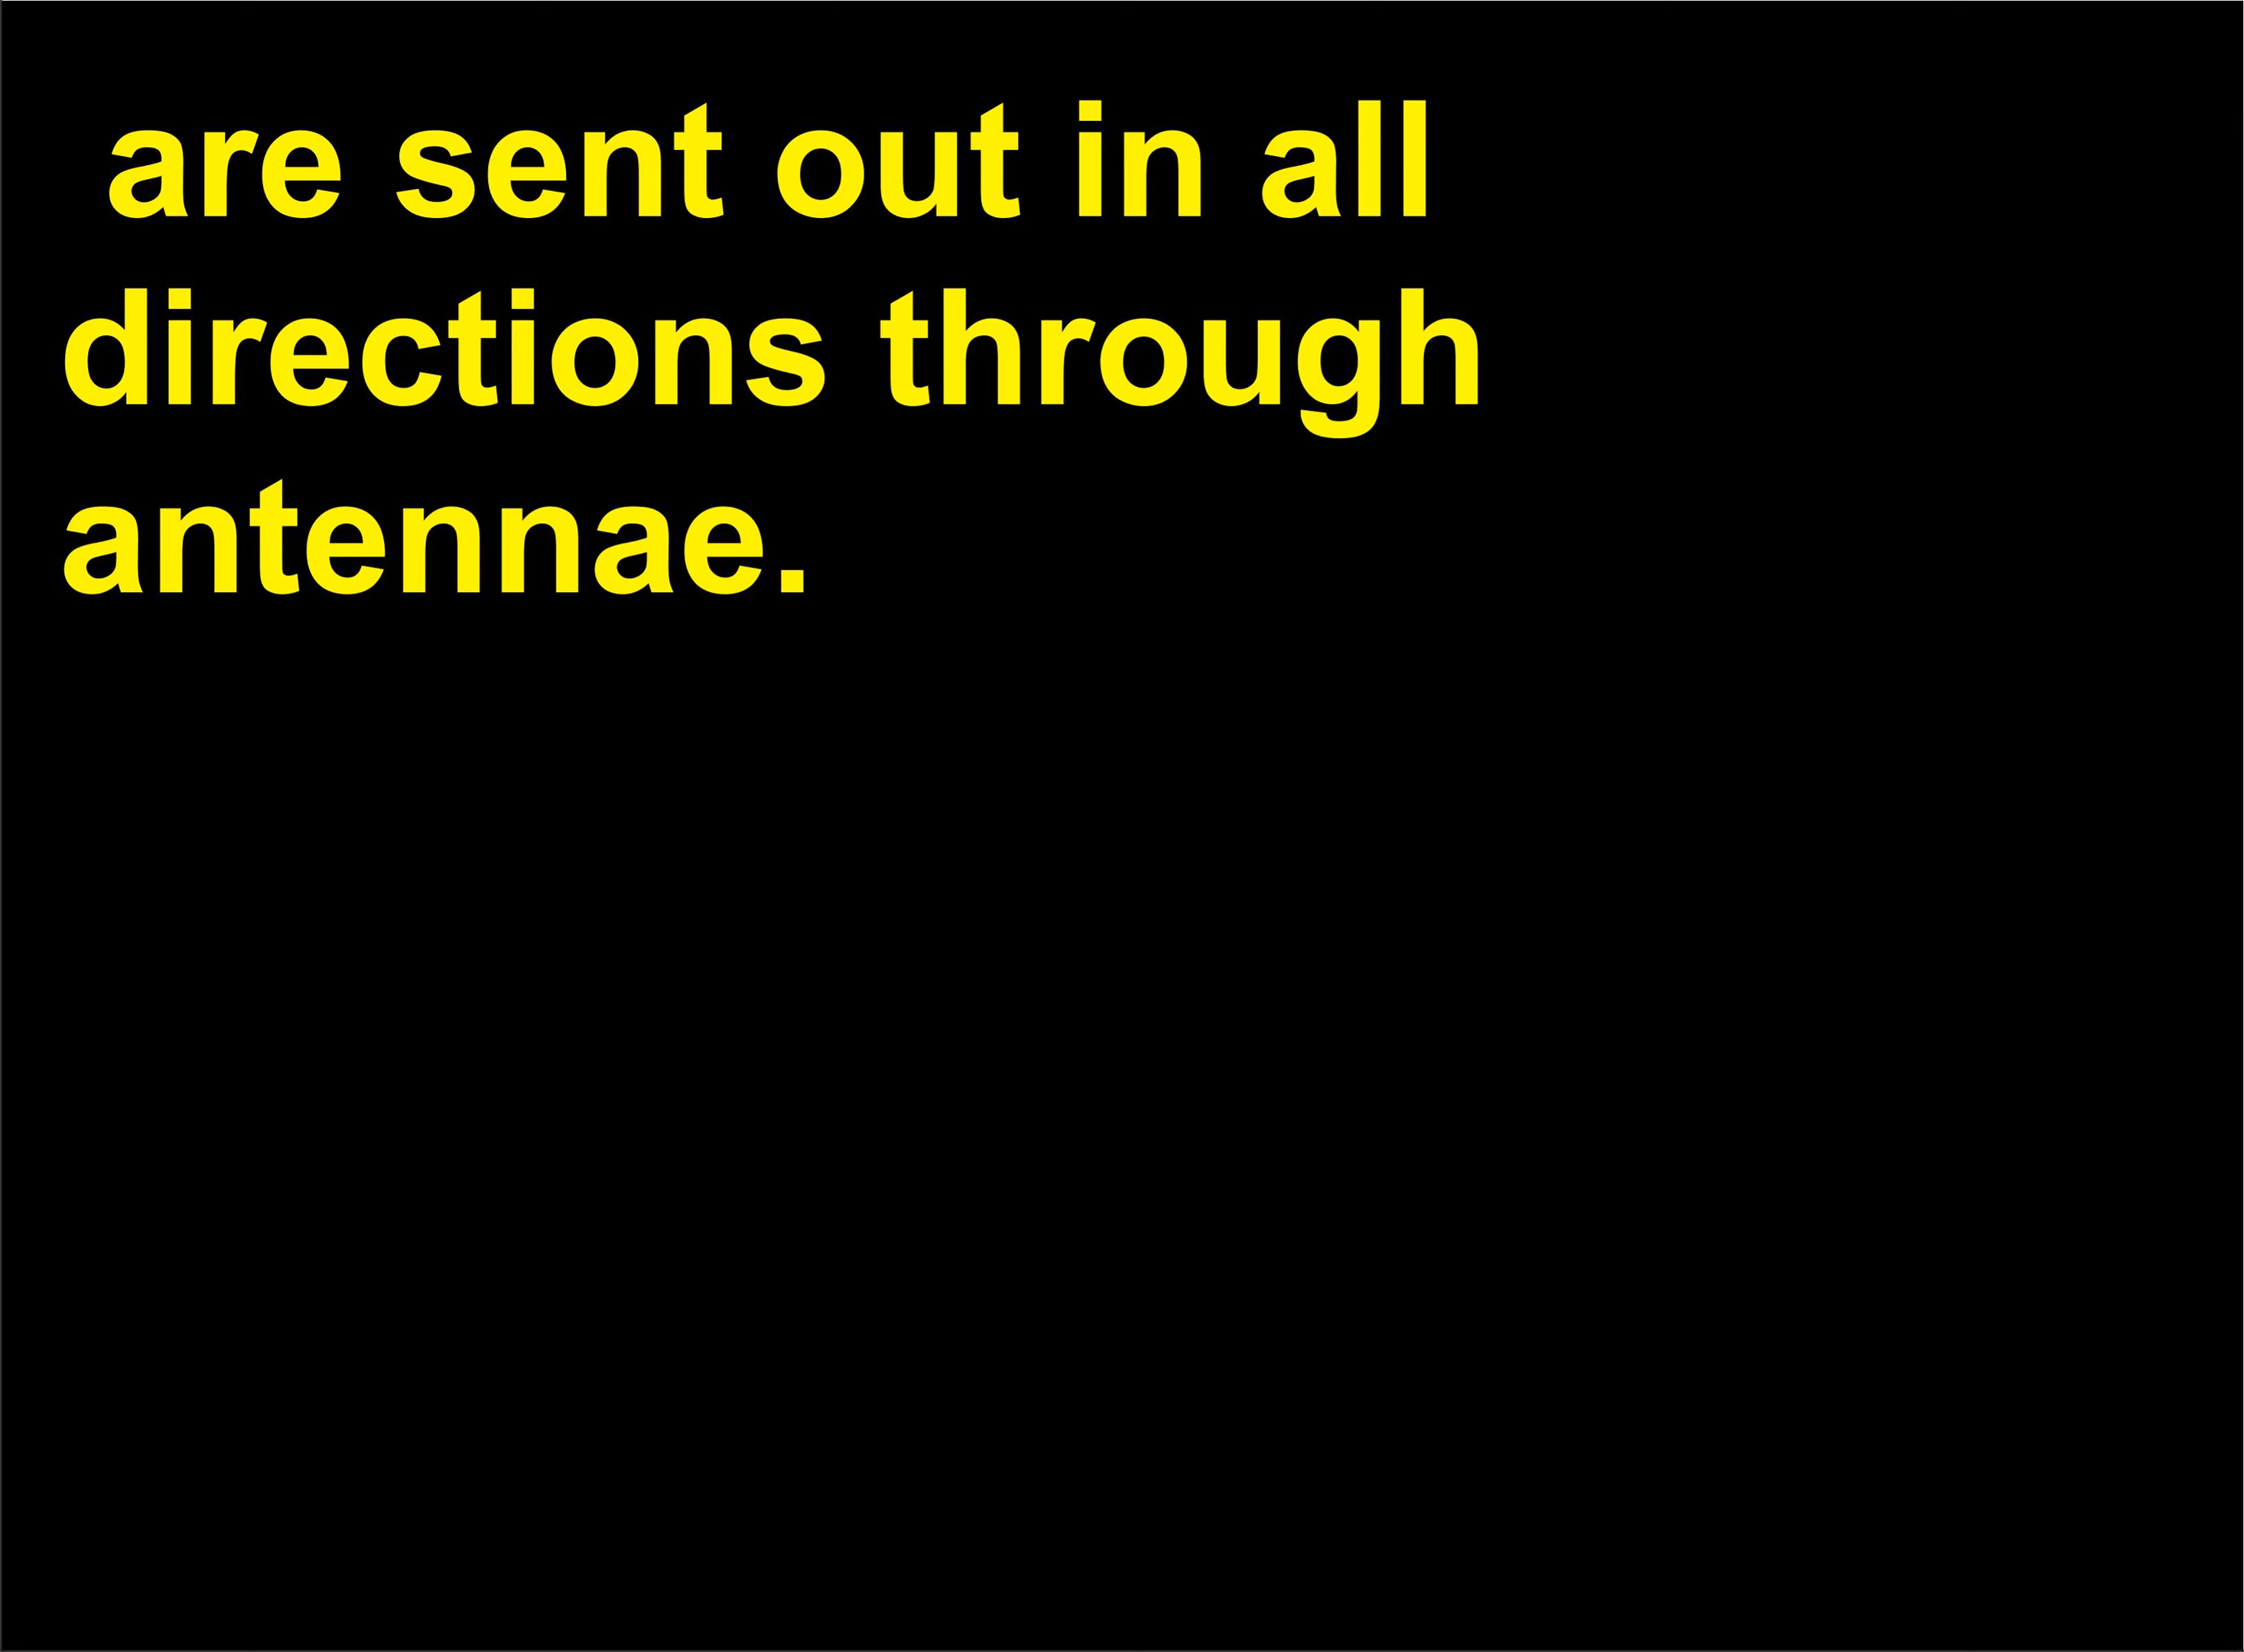 are sent out in all
directions through
antennae.